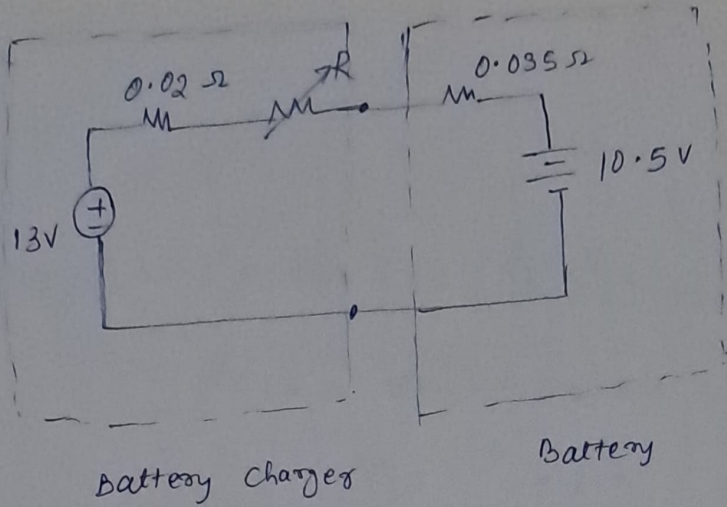 0.02 Ω
R
0.035 Ω
13V
+
-
10.5 V
Battery Charger
Battery